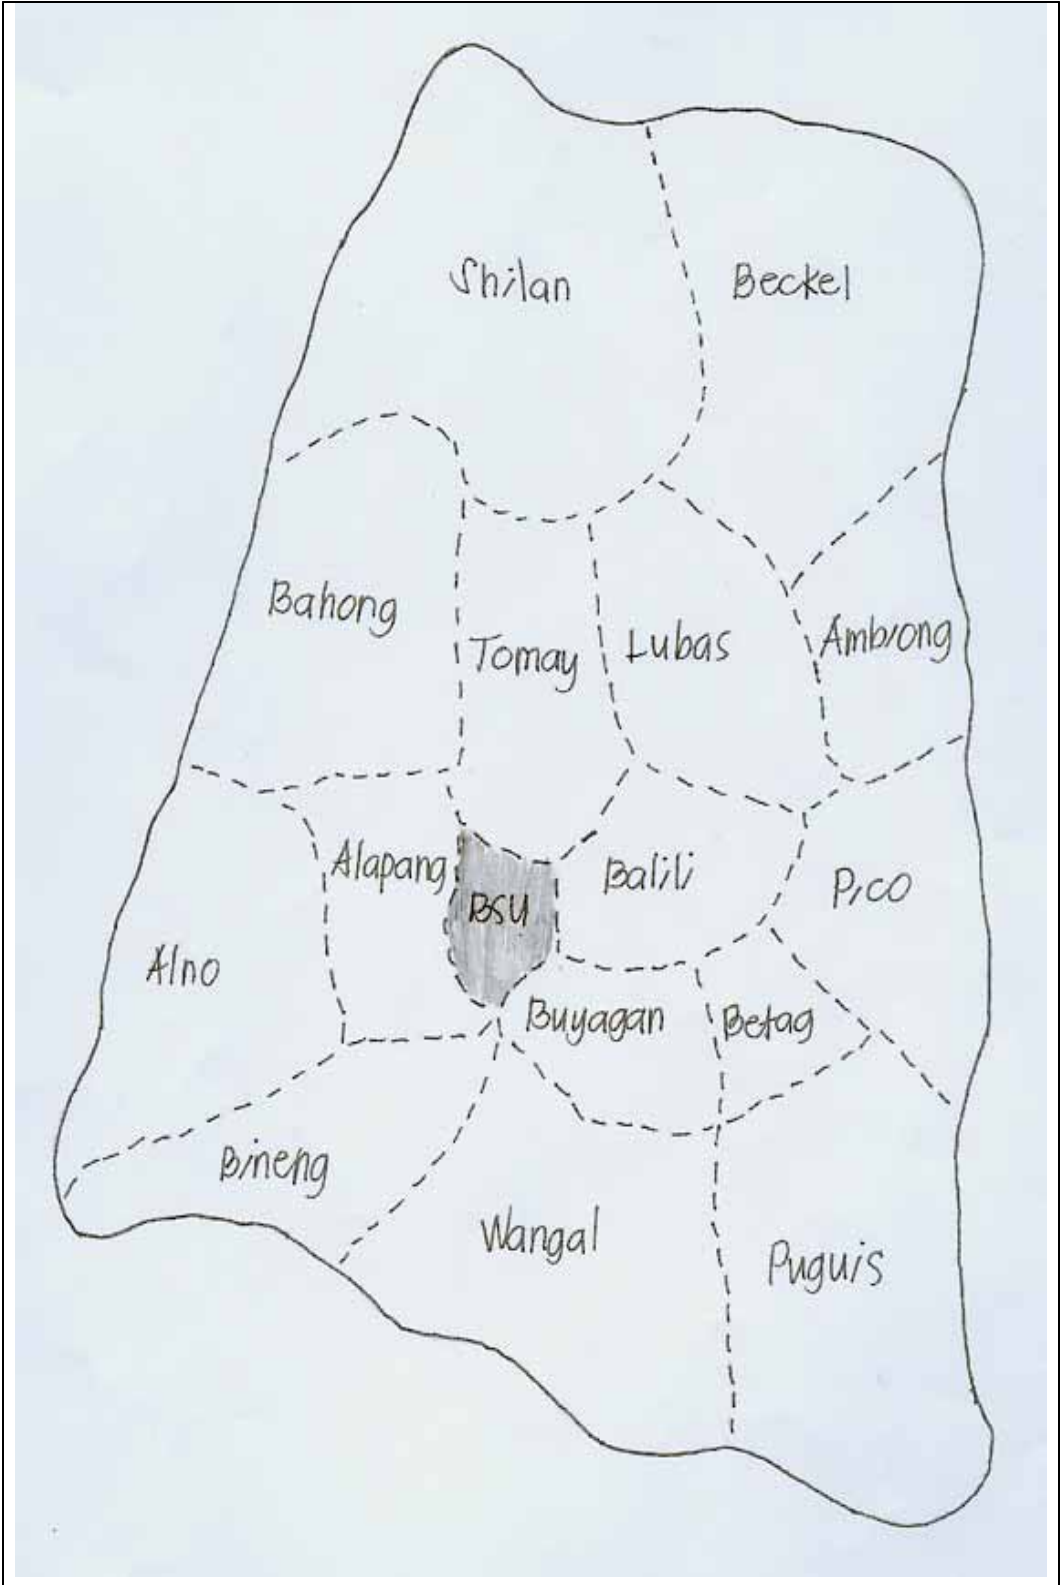 Shilan
Beckel
Bahong
Tomay
Lubas
Ambiong
Alapang
BSU
Balili
Pico
Alno
Buyagan
Betag
Bineng
Wangal
Puguis